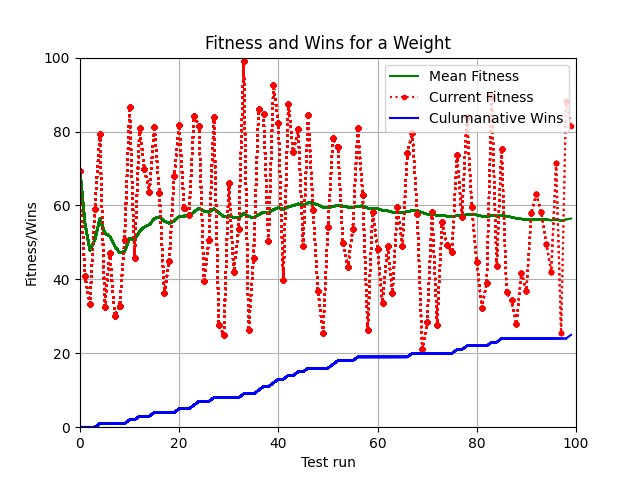 Fitness and Wins for a Weight
Mean Fitness
Current Fitness
Culumanative Wins
Fitness/Wins
100
80
60
40
20
0
0 20 40 60 80 100
Test run